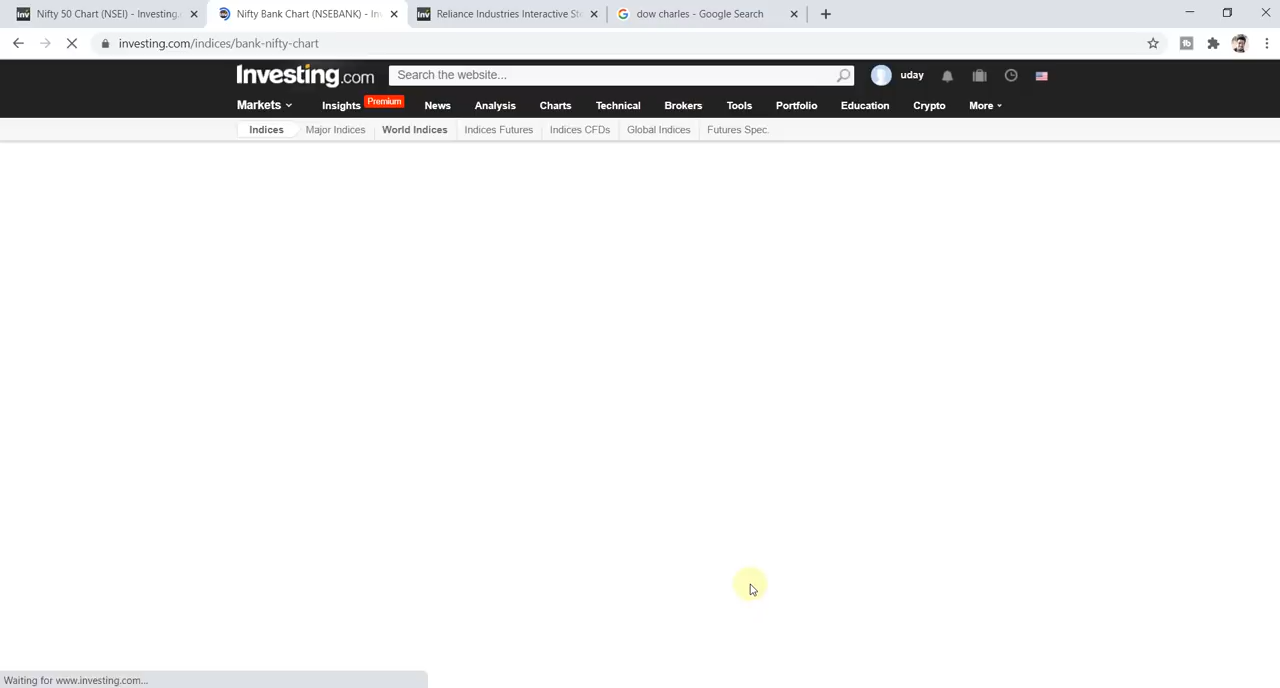 Nifty 50 Chart (NSEI) - Investing.
Nifty Bank Chart (NSEBANK) - Inv
Reliance Industries Interactive Sto
dow charles - Google Search
investing.com/indices/bank-nifty-chart
Investing.com
Search the website...
uday
Markets
Insights
Premium
News
Analysis
Charts
Technical
Brokers
Tools
Portfolio
Education
Crypto
More
Indices
Major Indices
World Indices
Indices Futures
Indices CFDs
Global Indices
Futures Spec.
Waiting for www.investing.com...